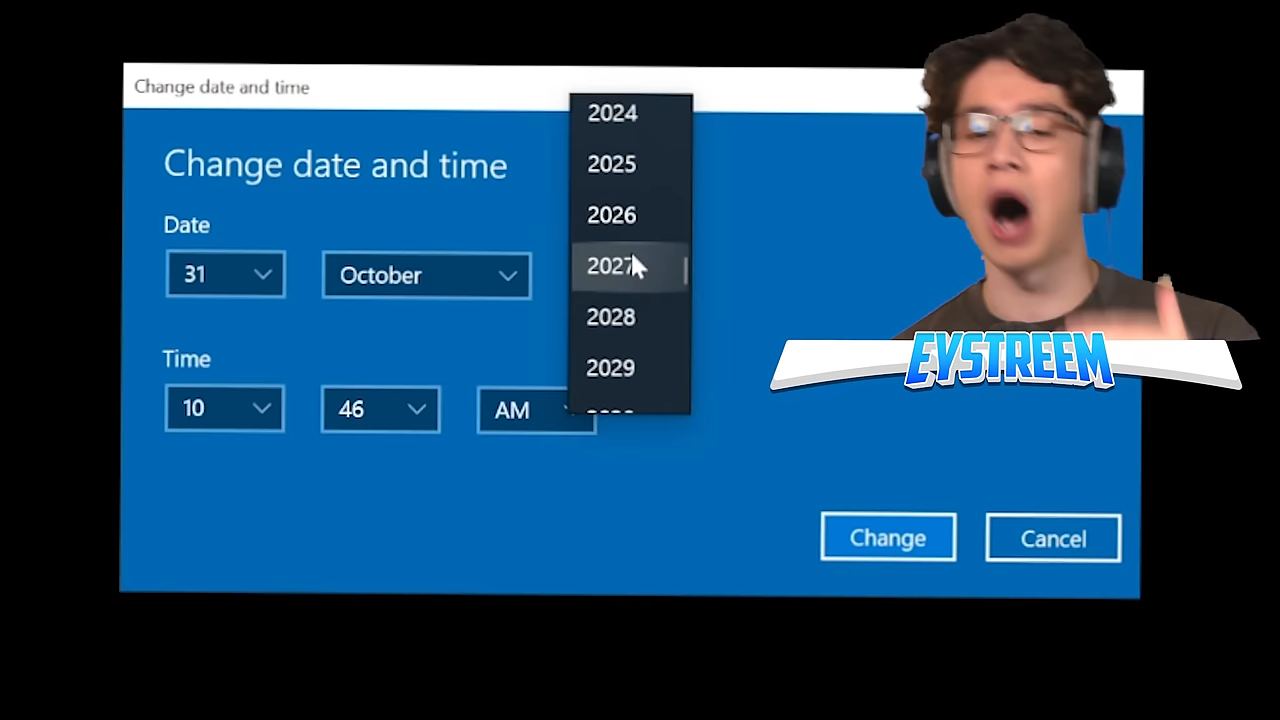 Change date and time
Change date and time
Date
31 October
2024
2025
2026
2027
2028
2029
Time
10 46 AM
EYSTREEM
Change Cancel